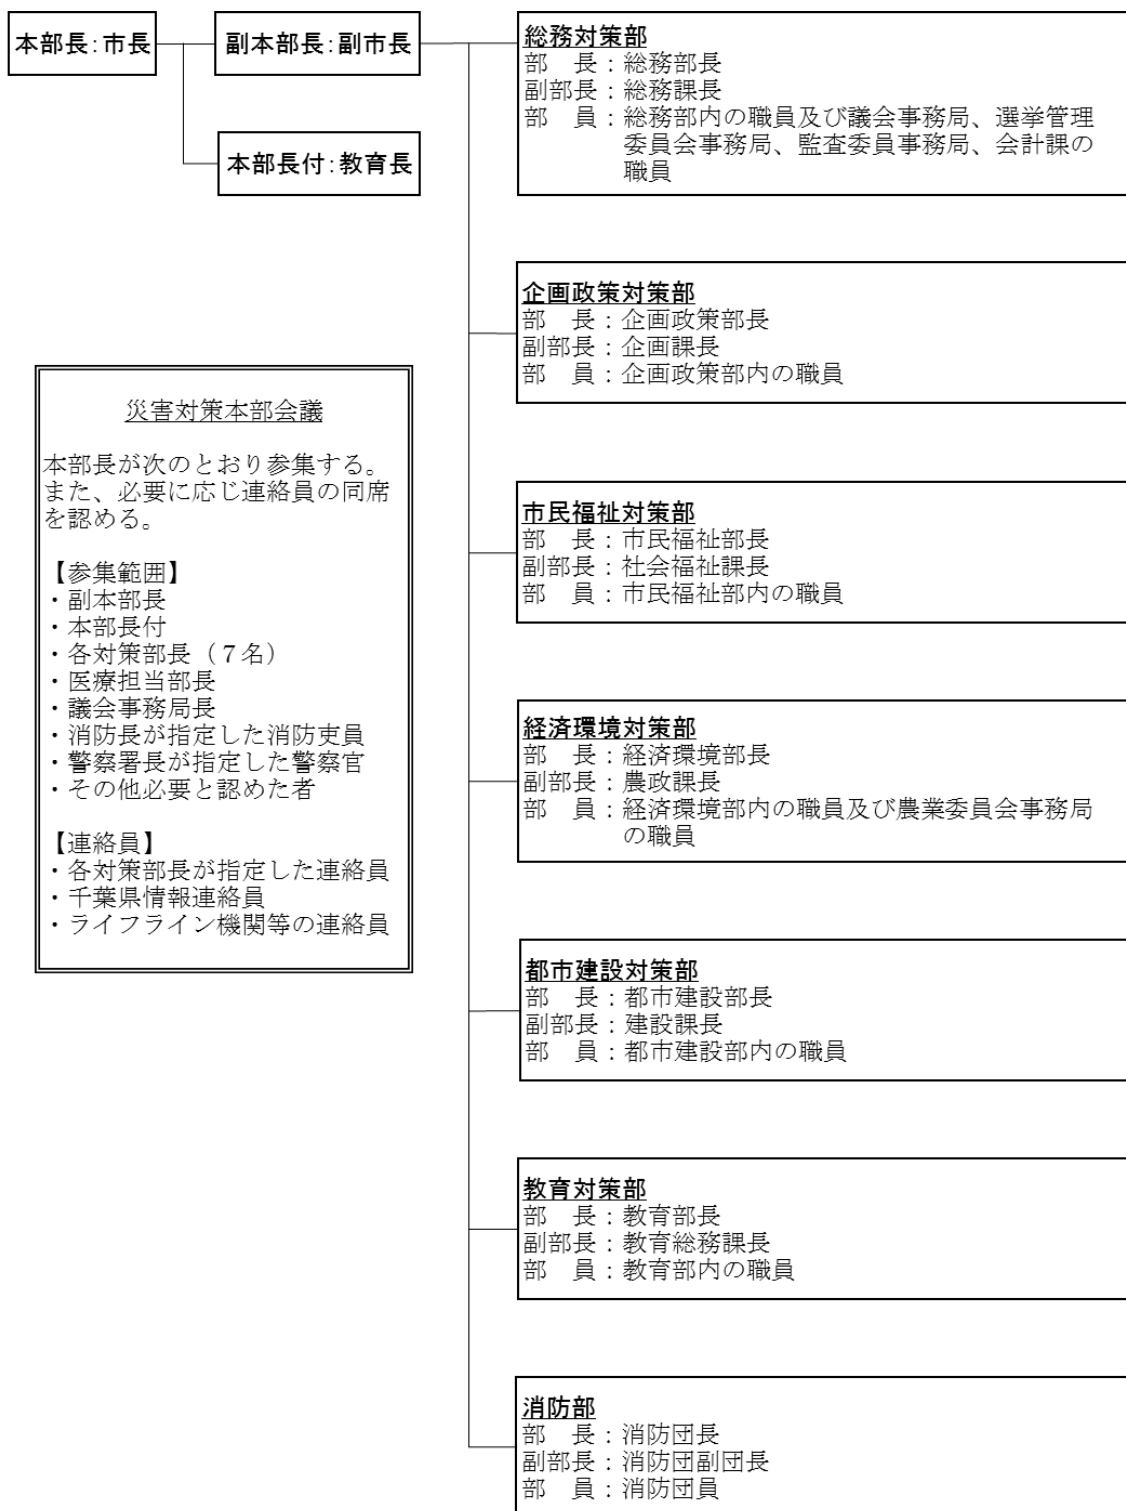 本部長：市長
副本部長：副市長
本部長付：教育長
総務対策部
部　長：総務部長
副部長：総務課長
部　員：総務部内の職員及び議会事務局、選挙管理
委員会事務局、監査委員事務局、会計課の
職員
企画政策対策部
部　長：企画政策部長
副部長：企画課長
部　員：企画政策部内の職員
災害対策本部会議
本部長が次のとおり参集する。
また、必要に応じ連絡員の同席
を認める。
【参集範囲】
・副本部長
・本部長付
・各対策部長（７名）
・医療担当部長
・議会事務局長
・消防長が指定した消防吏員
・警察署長が指定した警察官
・その他必要と認めた者
【連絡員】
・各対策部長が指定した連絡員
・千葉県情報連絡員
・ライフライン機関等の連絡員
市民福祉対策部
部　長：市民福祉部長
副部長：社会福祉課長
部　員：市民福祉部内の職員
経済環境対策部
部　長：経済環境部長
副部長：農政課長
部　員：経済環境部内の職員及び農業委員会事務局
の職員
都市建設対策部
部　長：都市建設部長
副部長：建設課長
部　員：都市建設部内の職員
教育対策部
部　長：教育部長
副部長：教育総務課長
部　員：教育部内の職員
消防部
部　長：消防団長
副部長：消防団副団長
部　員：消防団員